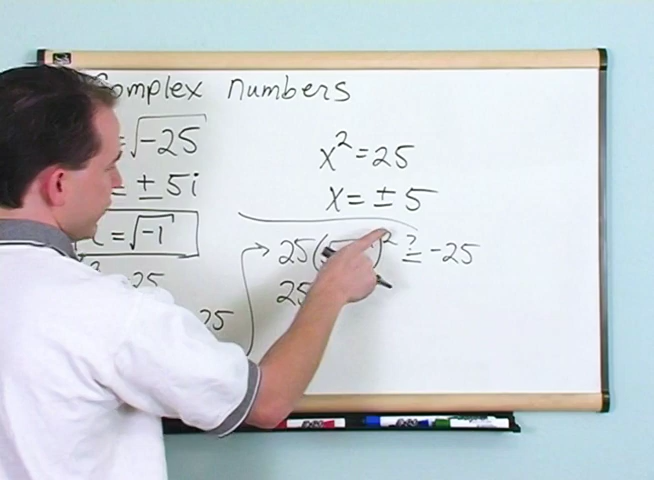 Complex numbers
= √-25
= ± 5i
= √-1
-25
25
x² = 25
x = ± 5
25( )² ≟ -25
25